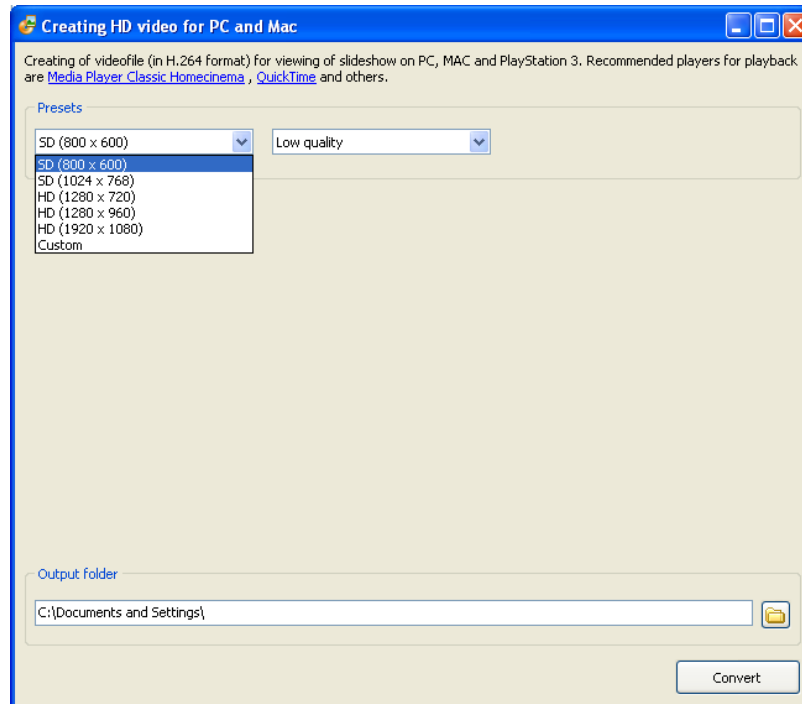 Creating HD video for PC and Mac
Creating of videofile (in H.264 format) for viewing of slideshow on PC, MAC and PlayStation 3. Recommended players for playback
are Media Player Classic Homecinema , QuickTime and others.
Presets
SD (800 x 600) Low quality
SD (800 x 600)
SD (1024 x 768)
HD (1280 x 720)
HD (1280 x 960)
HD (1920 x 1080)
Custom
Output folder
C:\Documents and Settings\
Convert